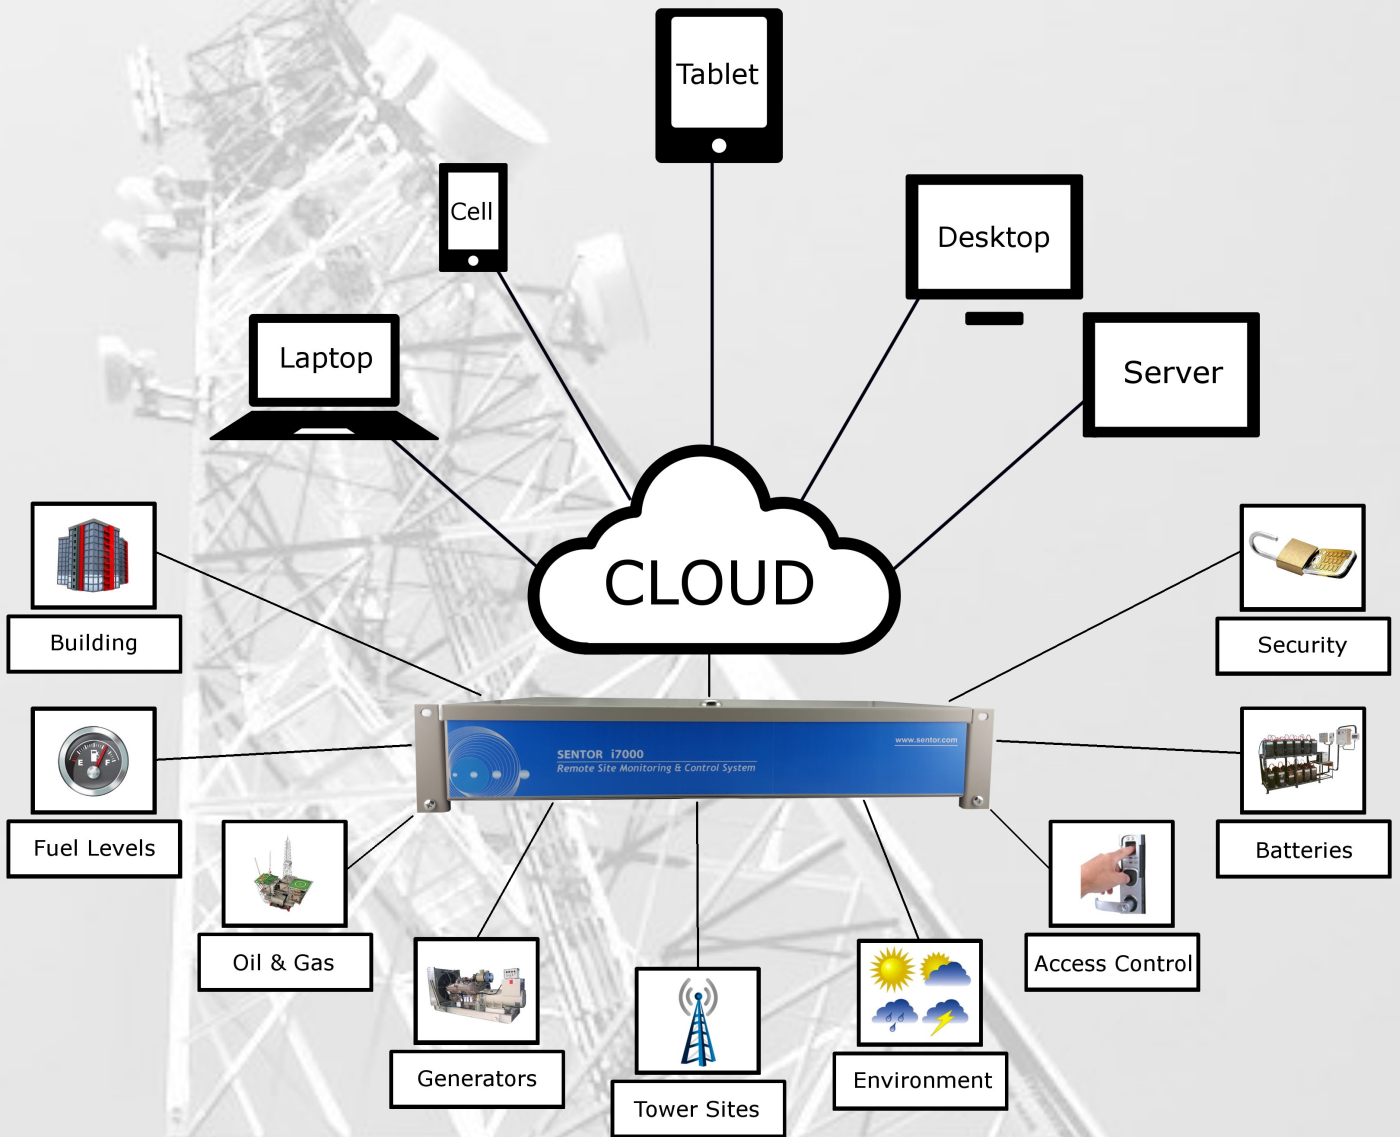 Tablet
Cell
Desktop
Laptop
Server
CLOUD
Building
Security
SENTOR i7000
Remote Site Monitoring & Control System
www.sentor.com
E F
Fuel Levels
Batteries
Oil & Gas
Access Control
Generators
Environment
Tower Sites